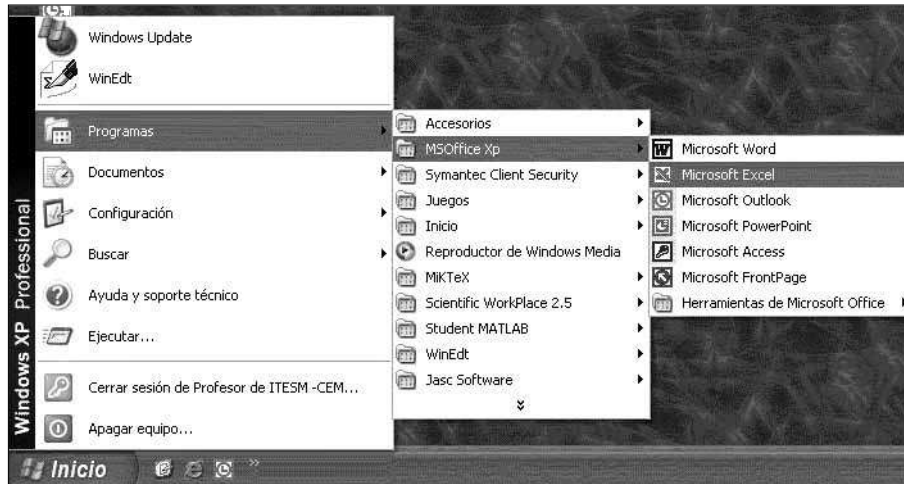 Windows Update
WinEdt
Programas
Documentos
Configuración
Buscar
Ayuda y soporte técnico
Ejecutar...
Cerrar sesión de Profesor de ITESM -CEM...
Apagar equipo...
Windows XP Professional
Accesorios
MSOffice Xp
Symantec Client Security
Juegos
Inicio
Reproductor de Windows Media
MiKTeX
Scientific WorkPlace 2.5
Student MATLAB
WinEdt
Jasc Software
Microsoft Word
Microsoft Excel
Microsoft Outlook
Microsoft PowerPoint
Microsoft Access
Microsoft FrontPage
Herramientas de Microsoft Office
Inicio